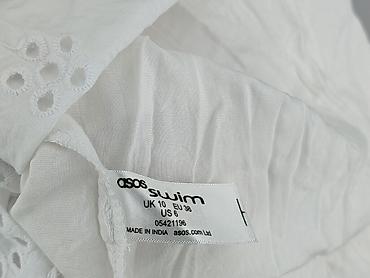 asos swim
UK 10 EU 38
US 6
05421196
MADE IN INDIA asos.com Ltd